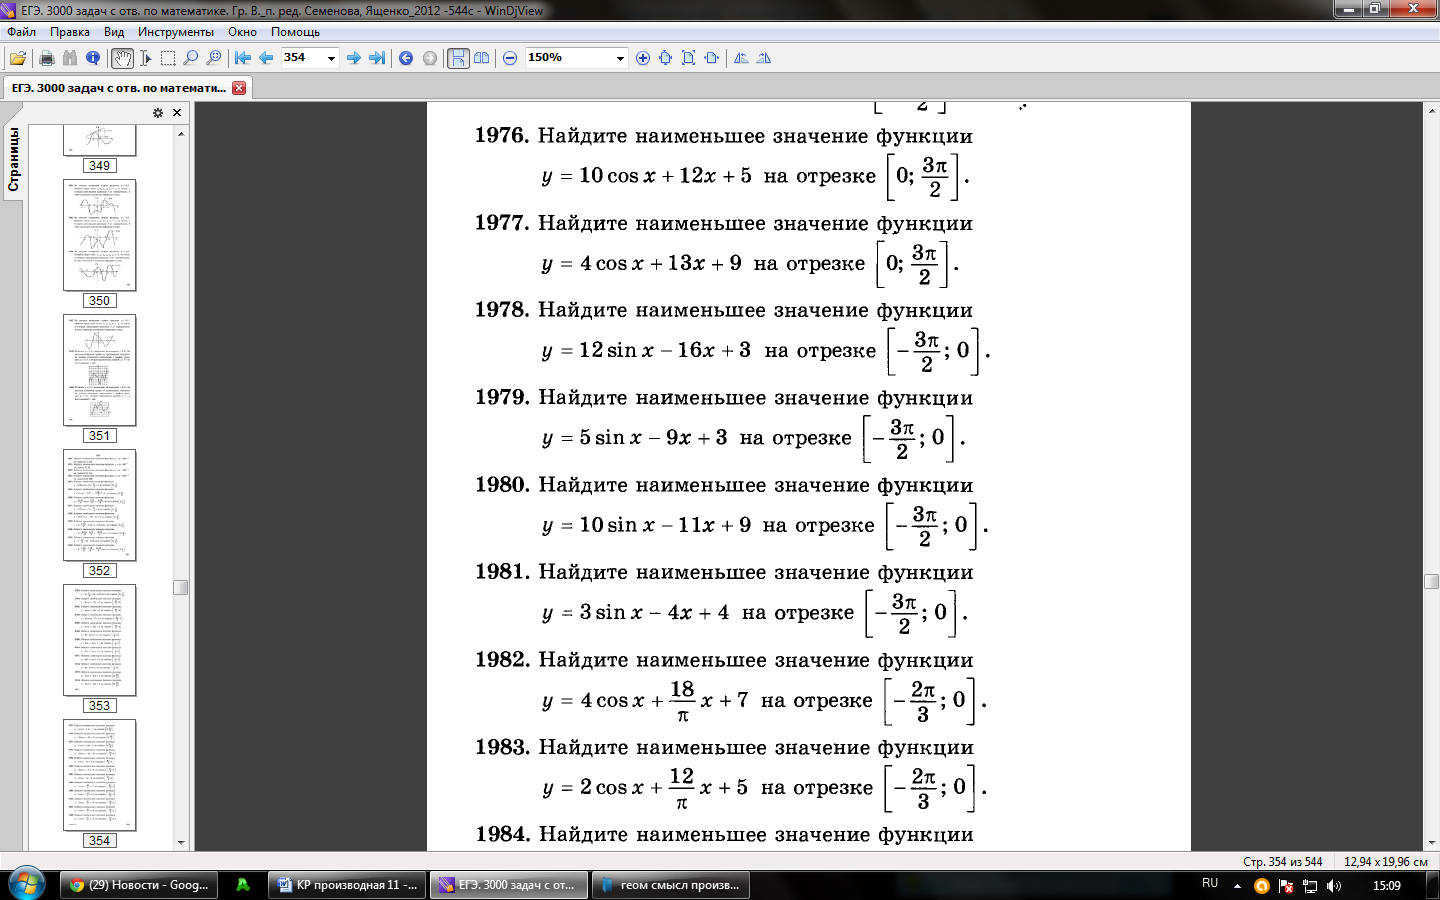 ЕГЭ. 3000 задач с отв. по математике. Гр. В._п. ред. Семенова, Ященко_2012 -544с - WinDjView
Файл Правка Вид Инструменты Окно Помощь
354 150%
ЕГЭ. 3000 задач с отв. по математи...
Страницы
349
350
351
352
353
354
1976. Найдите наименьшее значение функции
y = 10 cos x + 12x + 5 на отрезке [0; 3π/2].
1977. Найдите наименьшее значение функции
y = 4 cos x + 13x + 9 на отрезке [0; 3π/2].
1978. Найдите наименьшее значение функции
y = 12 sin x − 16x + 3 на отрезке [−3π/2; 0].
1979. Найдите наименьшее значение функции
y = 5 sin x − 9x + 3 на отрезке [−3π/2; 0].
1980. Найдите наименьшее значение функции
y = 10 sin x − 11x + 9 на отрезке [−3π/2; 0].
1981. Найдите наименьшее значение функции
y = 3 sin x − 4x + 4 на отрезке [−3π/2; 0].
1982. Найдите наименьшее значение функции
y = 4 cos x + 18/π x + 7 на отрезке [−2π/3; 0].
1983. Найдите наименьшее значение функции
y = 2 cos x + 12/π x + 5 на отрезке [−2π/3; 0].
1984. Найдите наименьшее значение функции
Стр. 354 из 544 12,94 x 19,96 см
(29) Новости - Goog... КР производная 11 -... ЕГЭ. 3000 задач с от... геом смысл произв... RU 15:09